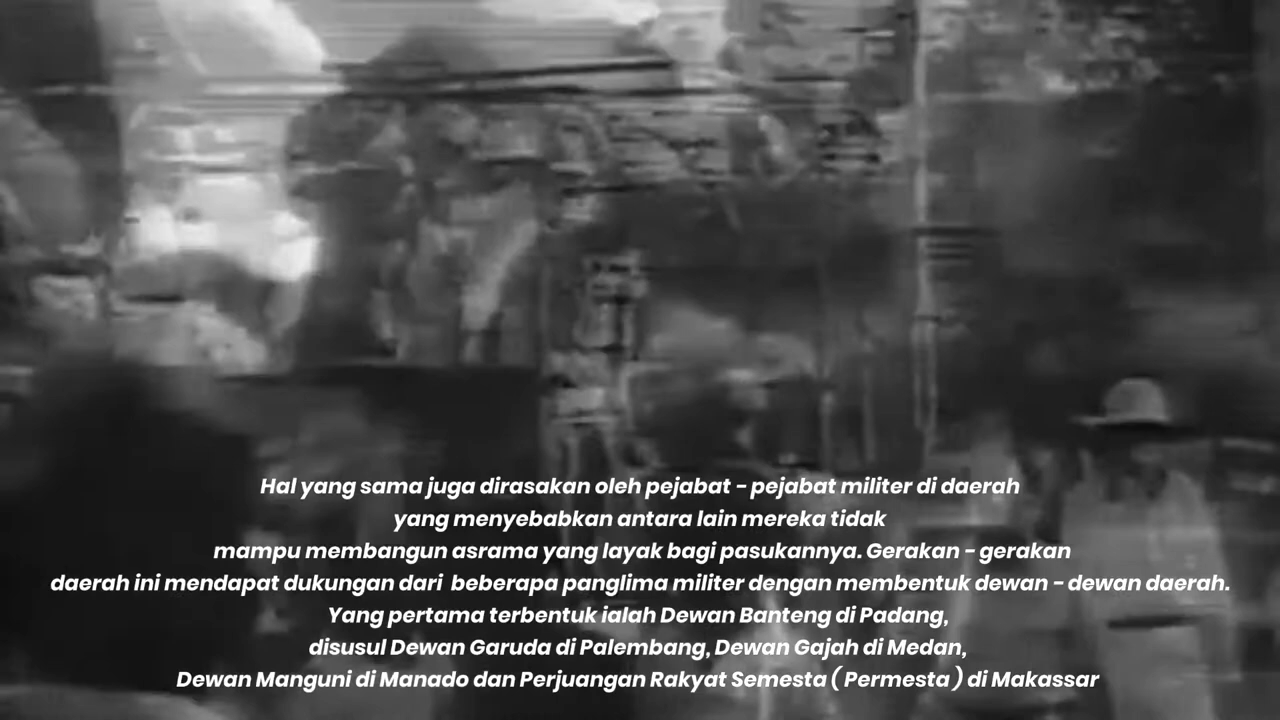 Hal yang sama juga dirasakan oleh pejabat - pejabat militer di daerah
yang menyebabkan antara lain mereka tidak
mampu membangun asrama yang layak bagi pasukannya. Gerakan - gerakan
daerah ini mendapat dukungan dari  beberapa panglima militer dengan membentuk dewan - dewan daerah.
Yang pertama terbentuk ialah Dewan Banteng di Padang,
disusul Dewan Garuda di Palembang, Dewan Gajah di Medan,
Dewan Manguni di Manado dan Perjuangan Rakyat Semesta ( Permesta ) di Makassar